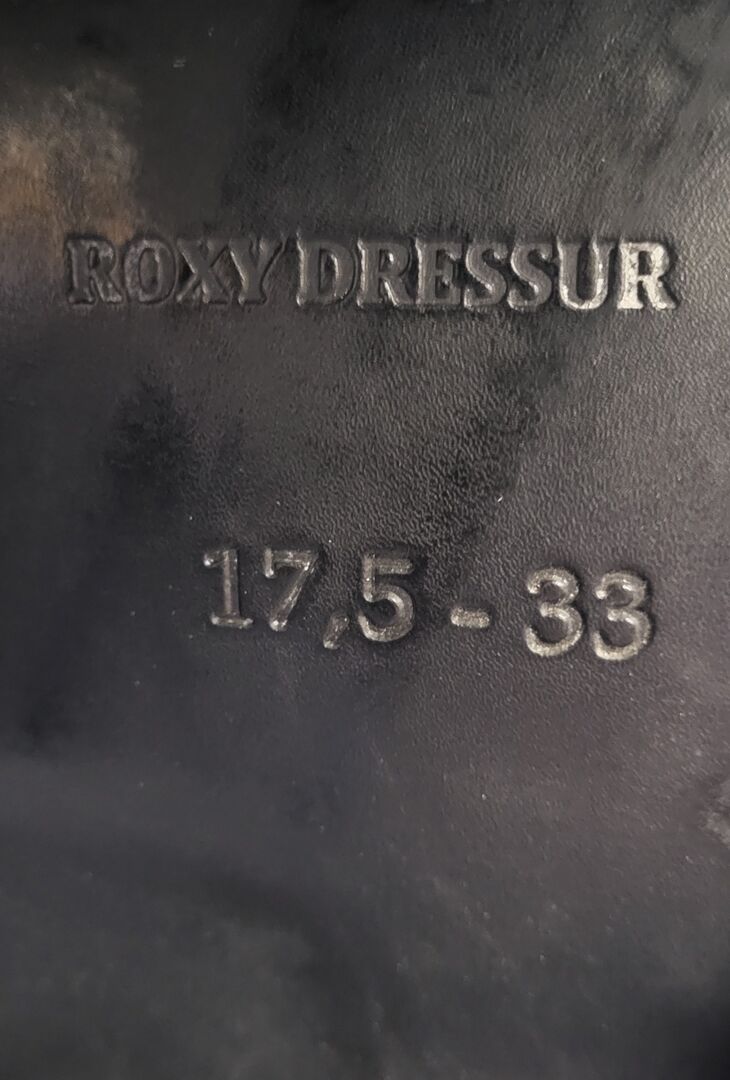 ROXY DRESSUR
17,5 - 33